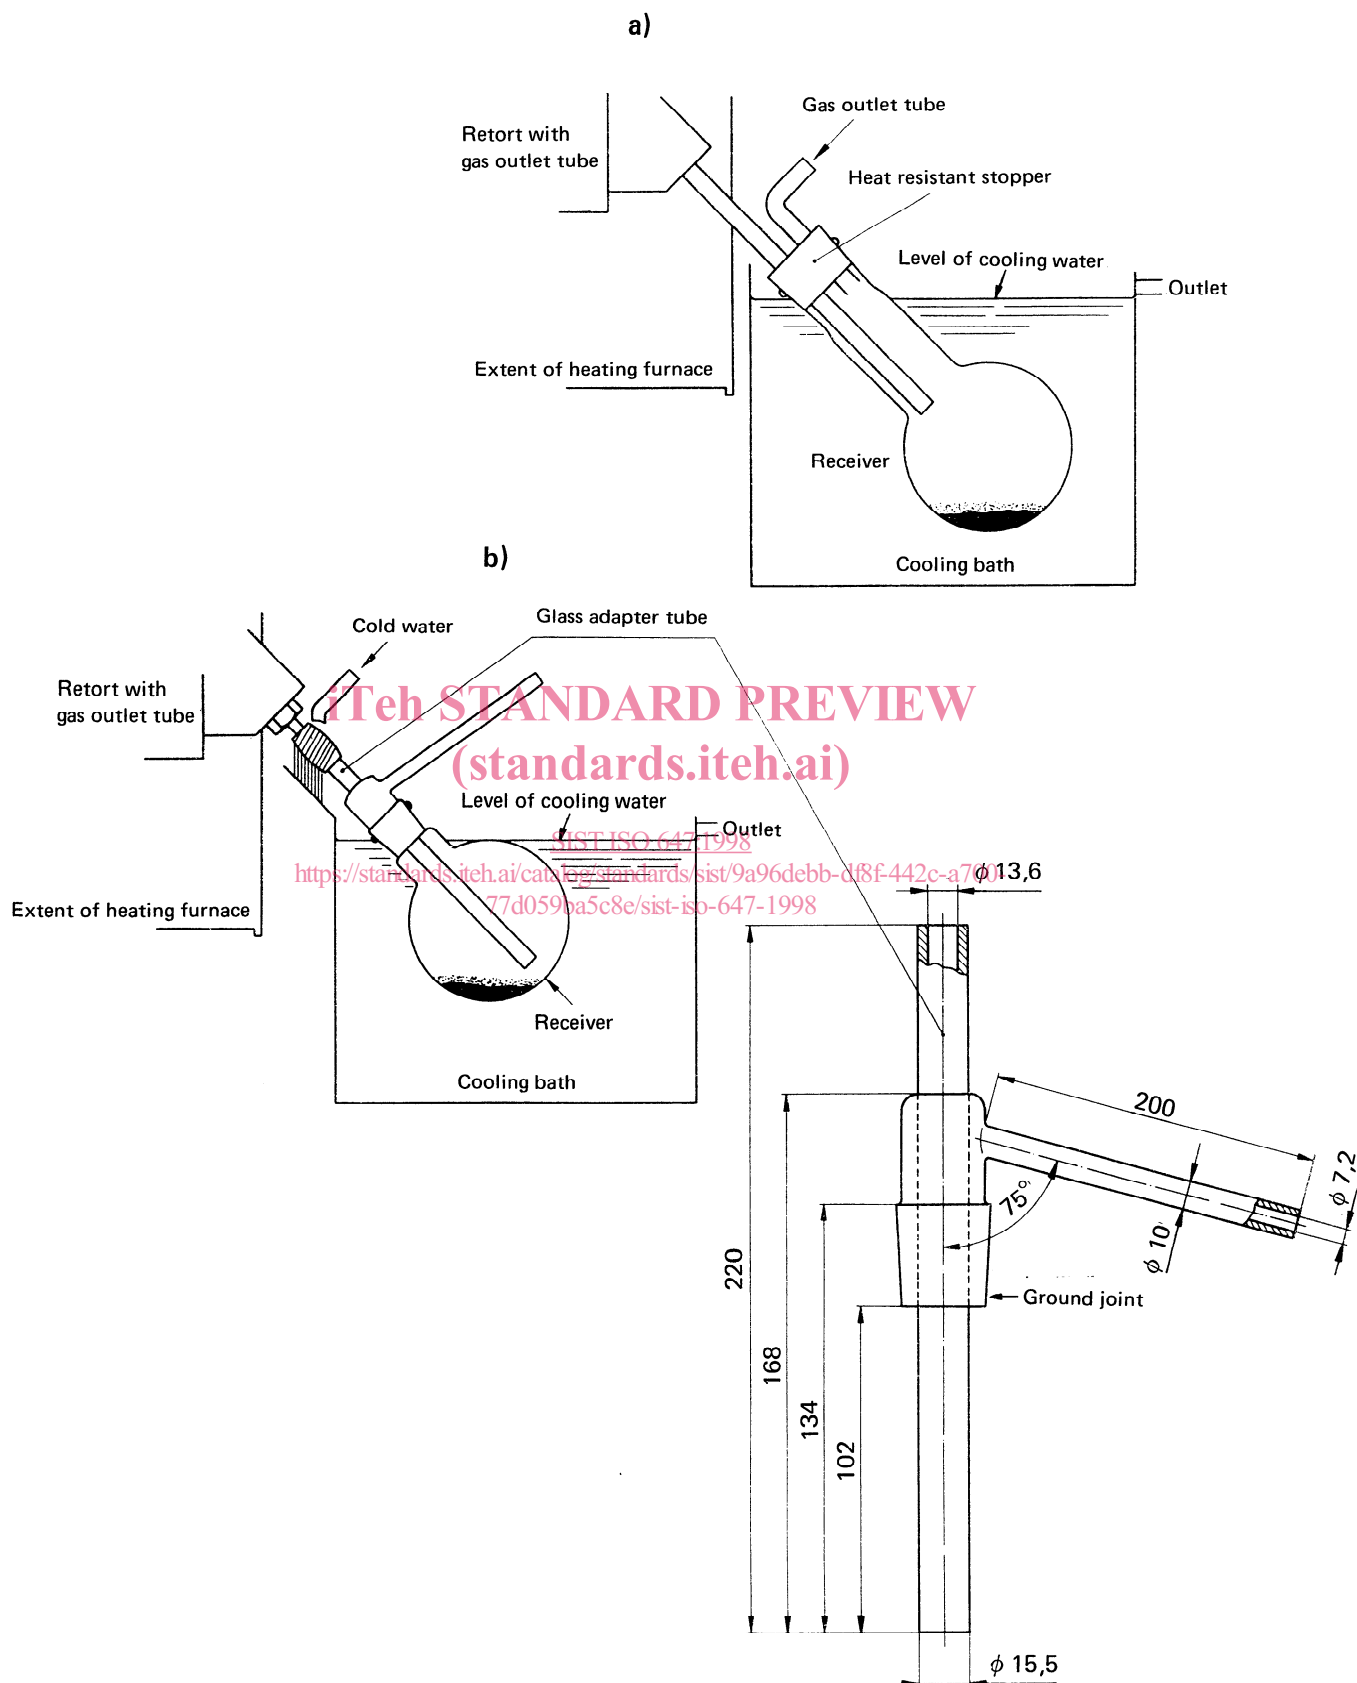 a)
Gas outlet tube
Retort with
gas outlet tube
Heat resistant stopper
Level of cooling water
Outlet
Extent of heating furnace
Receiver
Cooling bath
b)
Glass adapter tube
Cold water
Retort with
gas outlet tube
iTeh STANDARD PREVIEW
(standards.iteh.ai)
Level of cooling water
Outlet
SIST ISO 647:1998
https://standards.iteh.ai/catalog/standards/sist/9a96debb-df8f-442c-a700-
77d059ba5c8e/sist-iso-647-1998
ϕ 13,6
Extent of heating furnace
Receiver
Cooling bath
200
ϕ 7,2
75°
ϕ 10
220
Ground joint
168
134
102
ϕ 15,5